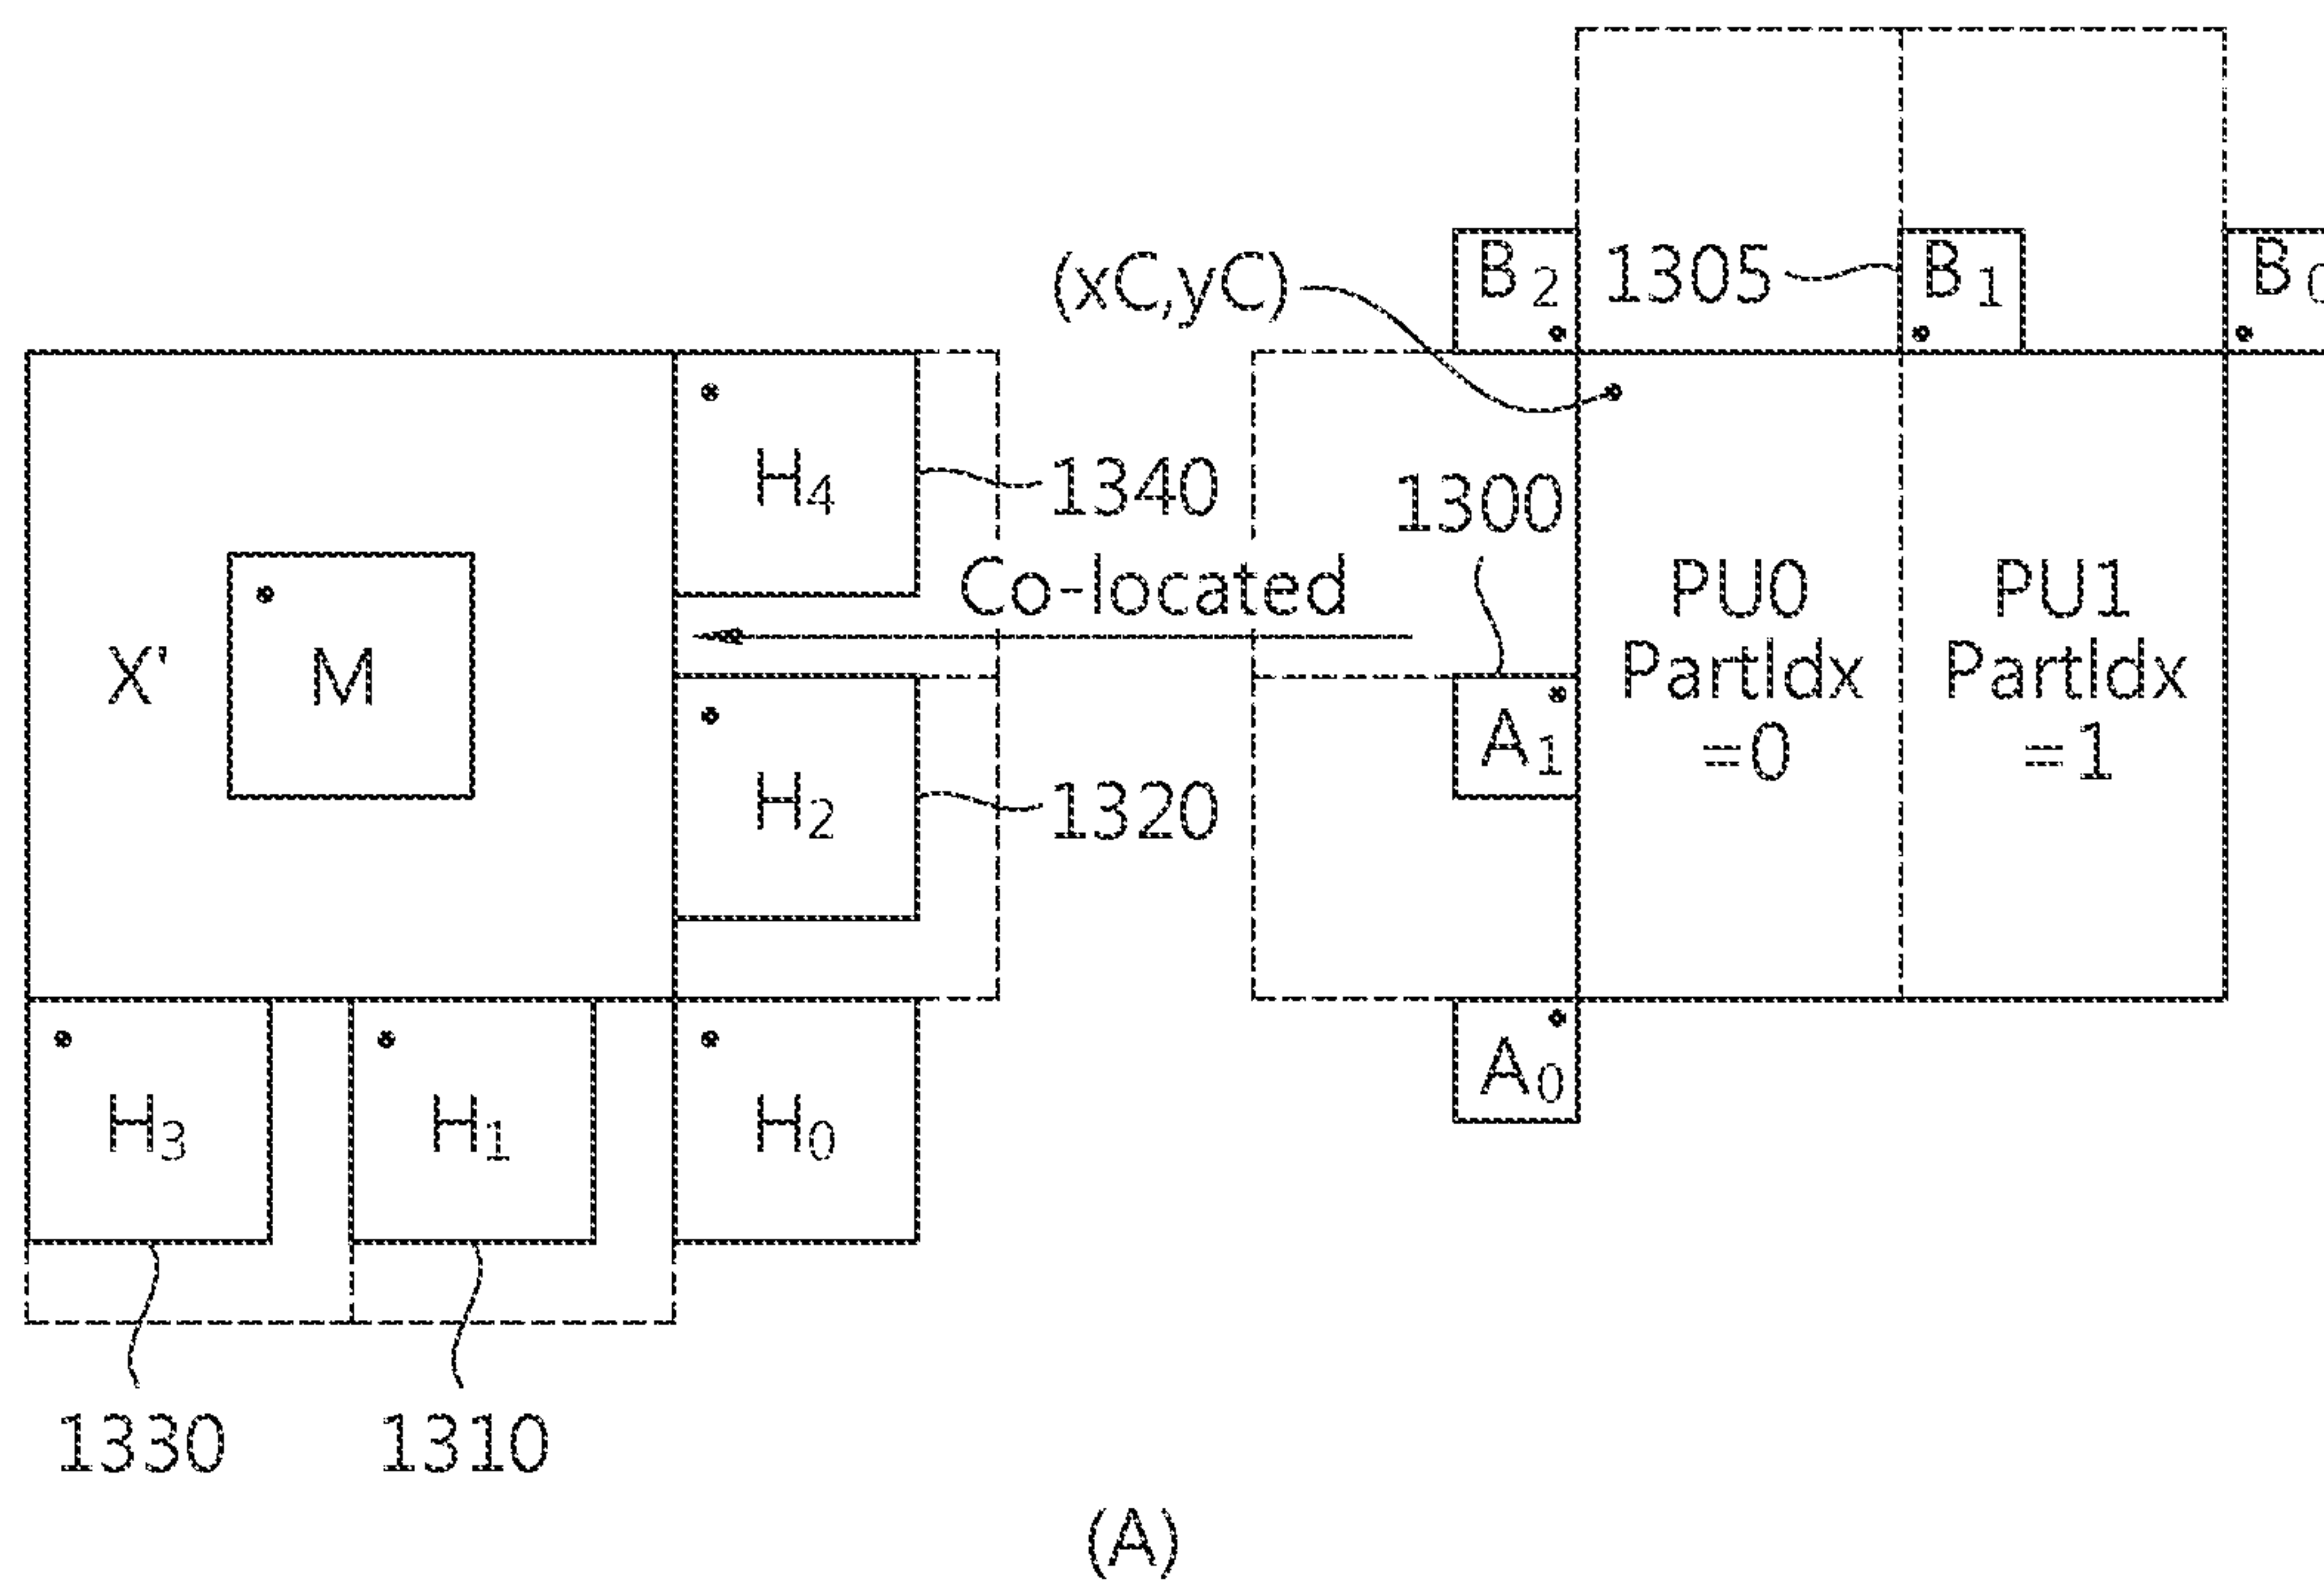 (xC,yC)
B2
1305
B1
B0
H4
1340
1300
Co-located
X'
M
H2
1320
A1
PU0
PartIdx
=0
PU1
PartIdx
=1
A0
H3
H1
H0
1330
1310
(A)